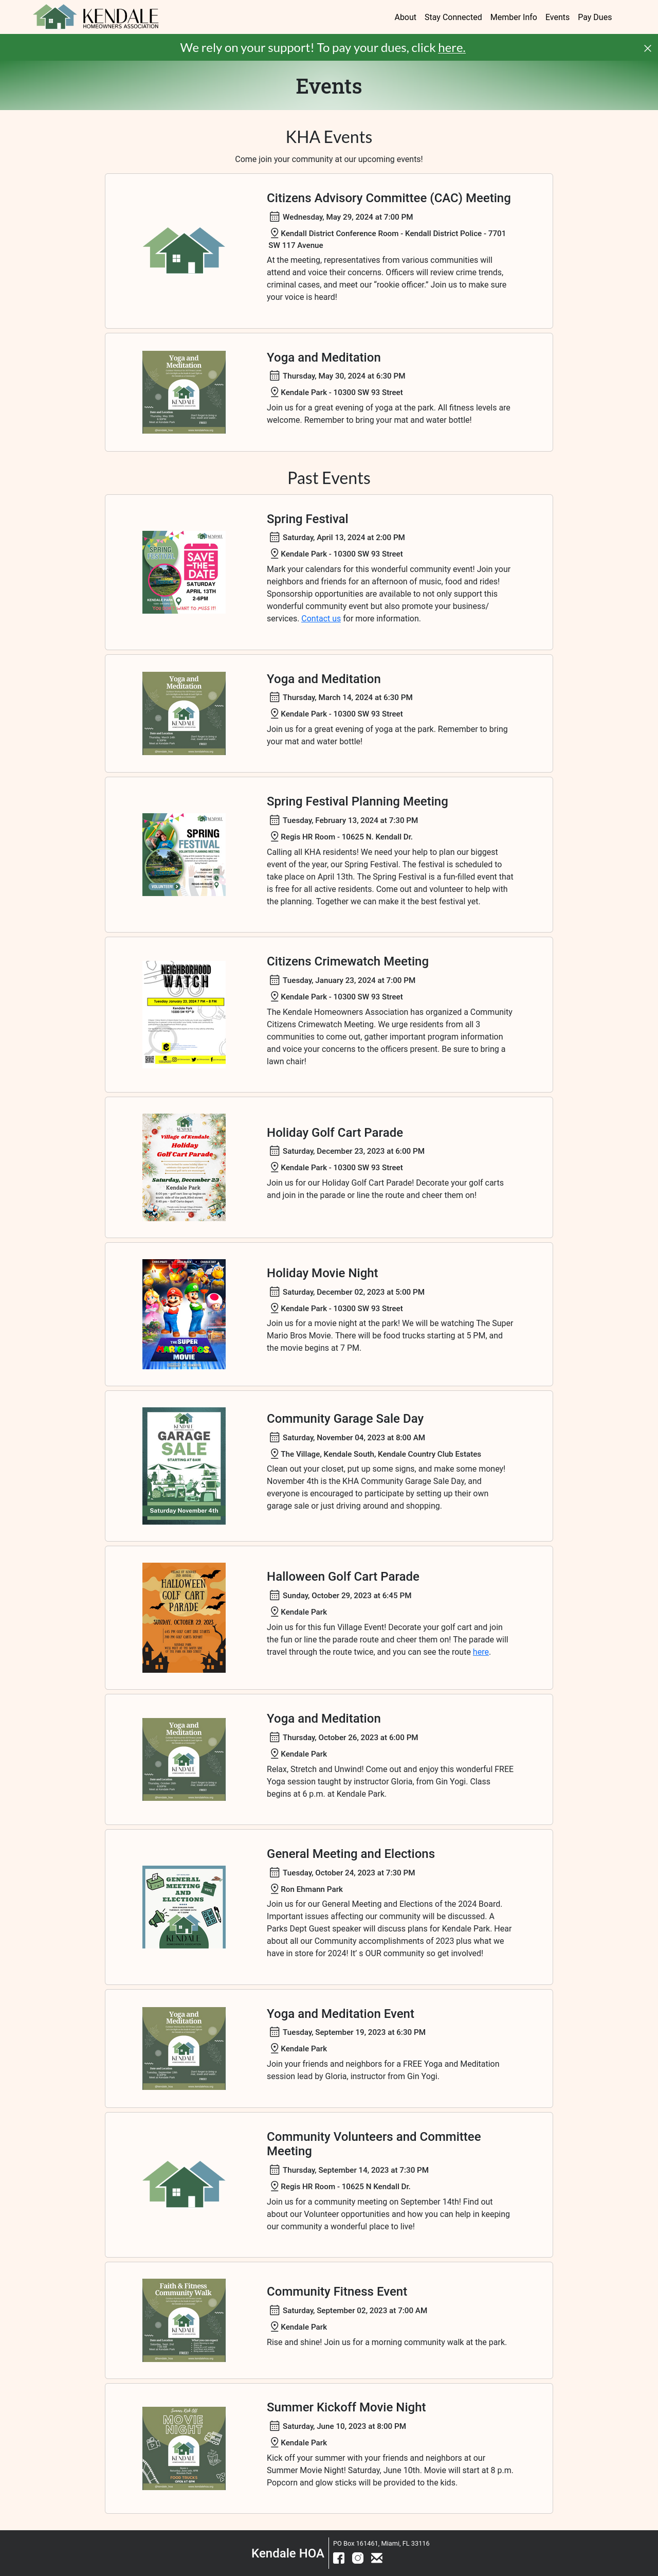 KENDALE
HOMEOWNERS ASSOCIATION
About Stay Connected Member Info Events Pay Dues
We rely on your support! To pay your dues, click here.
Events
KHA Events
Come join your community at our upcoming events!
Citizens Advisory Committee (CAC) Meeting
Wednesday, May 29, 2024 at 7:00 PM
Kendall District Conference Room - Kendall District Police - 7701
SW 117 Avenue
At the meeting, representatives from various communities will
attend and voice their concerns. Officers will review crime trends,
criminal cases, and meet our “rookie officer.” Join us to make sure
your voice is heard!
Yoga and
Meditation
KENDALE
Yoga and Meditation
Thursday, May 30, 2024 at 6:30 PM
Kendale Park - 10300 SW 93 Street
Join us for a great evening of yoga at the park. All fitness levels are
welcome. Remember to bring your mat and water bottle!
Past Events
SPRING
FESTIVAL
SAVE
-THE-
DATE
SATURDAY
APRIL 13TH
2-6PM
KENDALE PARK
Spring Festival
Saturday, April 13, 2024 at 2:00 PM
Kendale Park - 10300 SW 93 Street
Mark your calendars for this wonderful community event! Join your
neighbors and friends for an afternoon of music, food and rides!
Sponsorship opportunities are available to not only support this
wonderful community event but also promote your business/
services. Contact us for more information.
Yoga and
Meditation
KENDALE
Yoga and Meditation
Thursday, March 14, 2024 at 6:30 PM
Kendale Park - 10300 SW 93 Street
Join us for a great evening of yoga at the park. Remember to bring
your mat and water bottle!
SPRING
FESTIVAL
VOLUNTEER
Spring Festival Planning Meeting
Tuesday, February 13, 2024 at 7:30 PM
Regis HR Room - 10625 N. Kendall Dr.
Calling all KHA residents! We need your help to plan our biggest
event of the year, our Spring Festival. The festival is scheduled to
take place on April 13th. The Spring Festival is a fun-filled event that
is free for all active residents. Come out and volunteer to help with
the planning. Together we can make it the best festival yet.
NEIGHBORHOOD
WATCH
Tuesday January 23, 2024 7 PM - 8 PM
Kendale Park
Citizens Crimewatch Meeting
Tuesday, January 23, 2024 at 7:00 PM
Kendale Park - 10300 SW 93 Street
The Kendale Homeowners Association has organized a Community
Citizens Crimewatch Meeting. We urge residents from all 3
communities to come out, gather important program information
and voice your concerns to the officers present. Be sure to bring a
lawn chair!
Village of Kendale
Holiday
Golf Cart Parade
Saturday, December 23
Kendale Park
Holiday Golf Cart Parade
Saturday, December 23, 2023 at 6:00 PM
Kendale Park - 10300 SW 93 Street
Join us for our Holiday Golf Cart Parade! Decorate your golf carts
and join in the parade or line the route and cheer them on!
THE SUPER
MARIO BROS.
MOVIE
Holiday Movie Night
Saturday, December 02, 2023 at 5:00 PM
Kendale Park - 10300 SW 93 Street
Join us for a movie night at the park! We will be watching The Super
Mario Bros Movie. There will be food trucks starting at 5 PM, and
the movie begins at 7 PM.
KENDALE
GARAGE
SALE
STARTING AT 8AM
Saturday November 4th
Community Garage Sale Day
Saturday, November 04, 2023 at 8:00 AM
The Village, Kendale South, Kendale Country Club Estates
Clean out your closet, put up some signs, and make some money!
November 4th is the KHA Community Garage Sale Day, and
everyone is encouraged to participate by setting up their own
garage sale or just driving around and shopping.
HALLOWEEN
GOLF CART
PARADE
SUNDAY, OCTOBER 29, 2023
Halloween Golf Cart Parade
Sunday, October 29, 2023 at 6:45 PM
Kendale Park
Join us for this fun Village Event! Decorate your golf cart and join
the fun or line the parade route and cheer them on! The parade will
travel through the route twice, and you can see the route here.
Yoga and
Meditation
KENDALE
Yoga and Meditation
Thursday, October 26, 2023 at 6:00 PM
Kendale Park
Relax, Stretch and Unwind! Come out and enjoy this wonderful FREE
Yoga session taught by instructor Gloria, from Gin Yogi. Class
begins at 6 p.m. at Kendale Park.
GENERAL
MEETING
AND
ELECTIONS
KENDALE
General Meeting and Elections
Tuesday, October 24, 2023 at 7:30 PM
Ron Ehmann Park
Join us for our General Meeting and Elections of the 2024 Board.
Important issues affecting our community will be discussed. A
Parks Dept Guest speaker will discuss plans for Kendale Park. Hear
about all our Community accomplishments of 2023 plus what we
have in store for 2024! It' s OUR community so get involved!
Yoga and
Meditation
KENDALE
Yoga and Meditation Event
Tuesday, September 19, 2023 at 6:30 PM
Kendale Park
Join your friends and neighbors for a FREE Yoga and Meditation
session lead by Gloria, instructor from Gin Yogi.
Community Volunteers and Committee
Meeting
Thursday, September 14, 2023 at 7:30 PM
Regis HR Room - 10625 N Kendall Dr.
Join us for a community meeting on September 14th! Find out
about our Volunteer opportunities and how you can help in keeping
our community a wonderful place to live!
Faith & Fitness
Community Walk
KENDALE
Community Fitness Event
Saturday, September 02, 2023 at 7:00 AM
Kendale Park
Rise and shine! Join us for a morning community walk at the park.
MOVIE
NIGHT
KENDALE
Summer Kickoff Movie Night
Saturday, June 10, 2023 at 8:00 PM
Kendale Park
Kick off your summer with your friends and neighbors at our
Summer Movie Night! Saturday, June 10th. Movie will start at 8 p.m.
Popcorn and glow sticks will be provided to the kids.
Kendale HOA
PO Box 161461, Miami, FL 33116